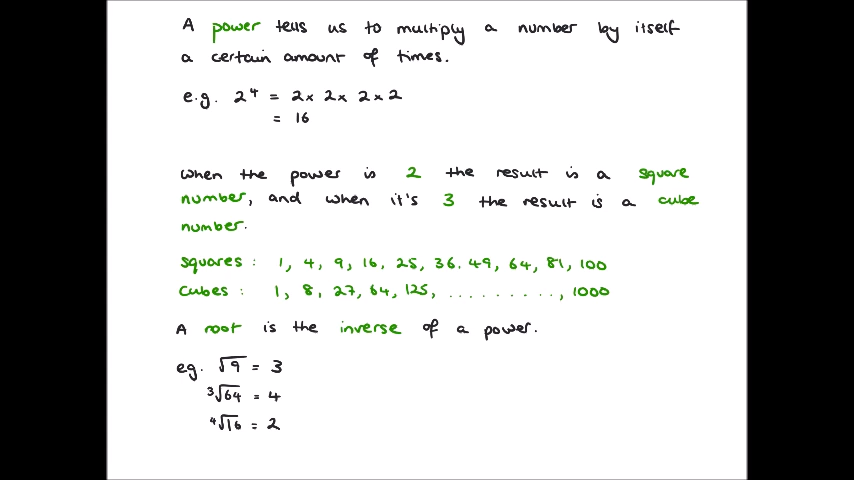 A power tells us to multiply a number by itself
a certain amount of times.
e.g. 2⁴ = 2 x 2 x 2 x 2
= 16
When the power is 2 the result is a square
number, and when it's 3 the result is a cube
number.
Squares : 1, 4, 9, 16, 25, 36. 49, 64, 81, 100
Cubes : 1, 8, 27, 64, 125, .........., 1000
A root is the inverse of a power.
eg. √9 = 3
³√64 = 4
⁴√16 = 2